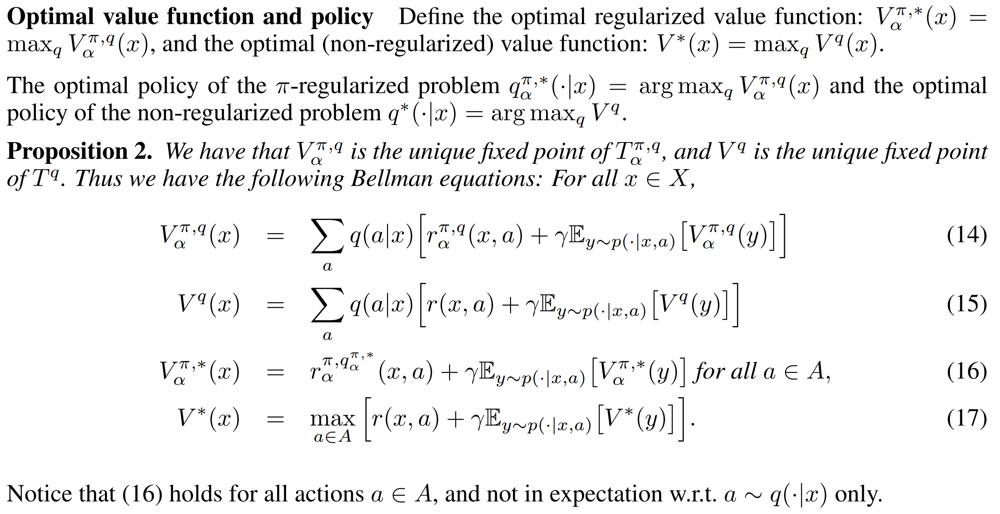 **Optimal value function and policy** Define the optimal regularized value function: $V_\alpha^{\pi,*}(x) =$
$\max_q V_\alpha^{\pi,q}(x)$, and the optimal (non-regularized) value function: $V^*(x) = \max_q V^q(x)$.
The optimal policy of the $\pi$-regularized problem $q_\alpha^{\pi,*}(\cdot|x) = \arg\max_q V_\alpha^{\pi,q}(x)$ and the optimal
policy of the non-regularized problem $q^*(\cdot|x) = \arg\max_q V^q$.
**Proposition 2.** *We have that $V_\alpha^{\pi,q}$ is the unique fixed point of $T_\alpha^{\pi,q}$, and $V^q$ is the unique fixed point*
*of $T^q$. Thus we have the following Bellman equations: For all $x \in X$,*
$V_\alpha^{\pi,q}(x) = \sum_a q(a|x) \Big[ r_\alpha^{\pi,q}(x,a) + \gamma \mathbb{E}_{y \sim p(\cdot|x,a)} \big[ V_\alpha^{\pi,q}(y) \big] \Big]$ (14)
$V^q(x) = \sum_a q(a|x) \Big[ r(x,a) + \gamma \mathbb{E}_{y \sim p(\cdot|x,a)} \big[ V^q(y) \big] \Big]$ (15)
$V_\alpha^{\pi,*}(x) = r_\alpha^{\pi,q_\alpha^{\pi,*}}(x,a) + \gamma \mathbb{E}_{y \sim p(\cdot|x,a)} \big[ V_\alpha^{\pi,*}(y) \big]$ *for all* $a \in A$, (16)
$V^*(x) = \max_{a \in A} \Big[ r(x,a) + \gamma \mathbb{E}_{y \sim p(\cdot|x,a)} \big[ V^*(y) \big] \Big].$ (17)
Notice that (16) holds for all actions $a \in A$, and not in expectation w.r.t. $a \sim q(\cdot|x)$ only.